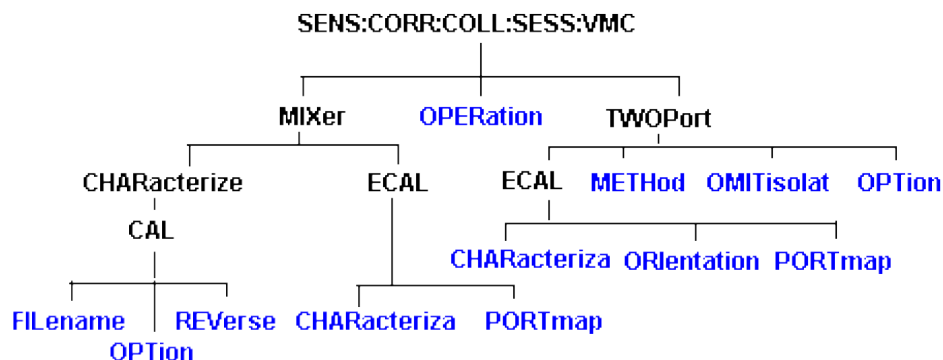 SENS:CORR:COLL:SESS:VMC
MIXer OPERation TWOPort
CHARacterize ECAL ECAL METHod OMITisolat OPTion
CAL
CHARacteriza ORIentation PORTmap
FILename REVerse CHARacteriza PORTmap
OPTion